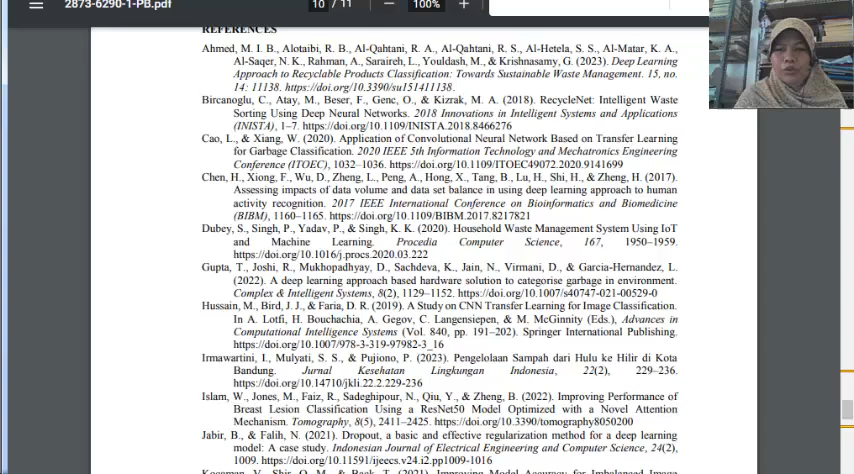 2873-6290-1-PB.pdf
10 / 11
100%
REFERENCES
Ahmed, M. I. B., Alotaibi, R. B., Al-Qahtani, R. A., Al-Qahtani, R. S., Al-Hetela, S. S., Al-Matar, K. A.,
Al-Saqer, N. K., Rahman, A., Saraireh, L., Youldash, M., & Krishnasamy, G. (2023). Deep Learning
Approach to Recyclable Products Classification: Towards Sustainable Waste Management. 15, no.
14: 11138. https://doi.org/10.3390/su151411138.
Bircanoglu, C., Atay, M., Beser, F., Genc, O., & Kizrak, M. A. (2018). RecycleNet: Intelligent Waste
Sorting Using Deep Neural Networks. 2018 Innovations in Intelligent Systems and Applications
(INISTA), 1–7. https://doi.org/10.1109/INISTA.2018.8466276
Cao, L., & Xiang, W. (2020). Application of Convolutional Neural Network Based on Transfer Learning
for Garbage Classification. 2020 IEEE 5th Information Technology and Mechatronics Engineering
Conference (ITOEC), 1032–1036. https://doi.org/10.1109/ITOEC49072.2020.9141699
Chen, H., Xiong, F., Wu, D., Zheng, L., Peng, A., Hong, X., Tang, B., Lu, H., Shi, H., & Zheng, H. (2017).
Assessing impacts of data volume and data set balance in using deep learning approach to human
activity recognition. 2017 IEEE International Conference on Bioinformatics and Biomedicine
(BIBM), 1160–1165. https://doi.org/10.1109/BIBM.2017.8217821
Dubey, S., Singh, P., Yadav, P., & Singh, K. K. (2020). Household Waste Management System Using IoT
and Machine Learning. Procedia Computer Science, 167, 1950–1959.
https://doi.org/10.1016/j.procs.2020.03.222
Gupta, T., Joshi, R., Mukhopadhyay, D., Sachdeva, K., Jain, N., Virmani, D., & Garcia-Hernandez, L.
(2022). A deep learning approach based hardware solution to categorise garbage in environment.
Complex & Intelligent Systems, 8(2), 1129–1152. https://doi.org/10.1007/s40747-021-00529-0
Hussain, M., Bird, J. J., & Faria, D. R. (2019). A Study on CNN Transfer Learning for Image Classification.
In A. Lotfi, H. Bouchachia, A. Gegov, C. Langensiepen, & M. McGinnity (Eds.), Advances in
Computational Intelligence Systems (Vol. 840, pp. 191–202). Springer International Publishing.
https://doi.org/10.1007/978-3-319-97982-3_16
Irmawartini, I., Mulyati, S. S., & Pujiono, P. (2023). Pengelolaan Sampah dari Hulu ke Hilir di Kota
Bandung. Jurnal Kesehatan Lingkungan Indonesia, 22(2), 229–236.
https://doi.org/10.14710/jkli.22.2.229-236
Islam, W., Jones, M., Faiz, R., Sadeghipour, N., Qiu, Y., & Zheng, B. (2022). Improving Performance of
Breast Lesion Classification Using a ResNet50 Model Optimized with a Novel Attention
Mechanism. Tomography, 8(5), 2411–2425. https://doi.org/10.3390/tomography8050200
Jabir, B., & Falih, N. (2021). Dropout, a basic and effective regularization method for a deep learning
model: A case study. Indonesian Journal of Electrical Engineering and Computer Science, 24(2),
1009. https://doi.org/10.11591/ijeecs.v24.i2.pp1009-1016